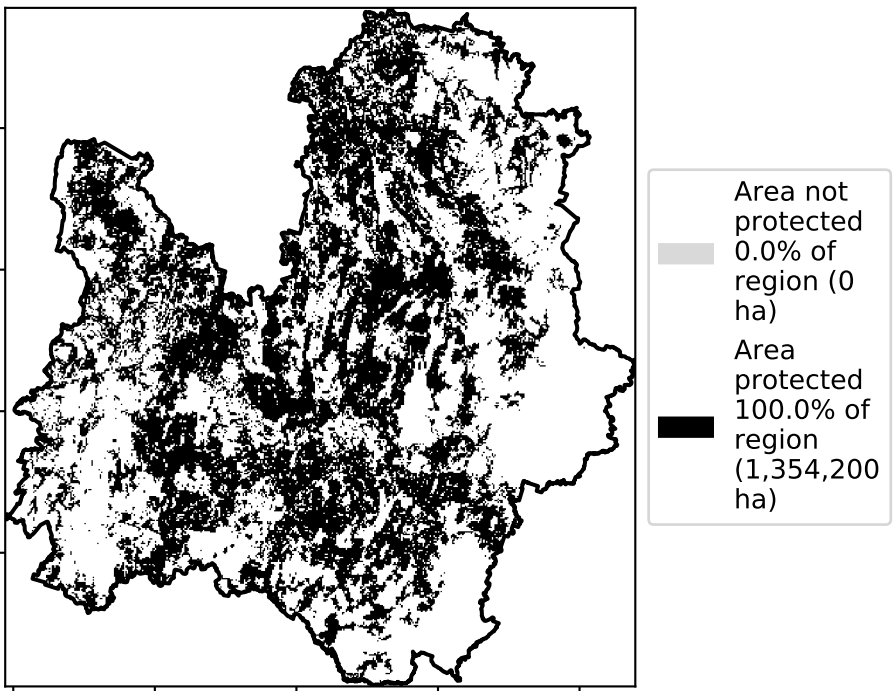 Area not
protected
0.0% of
region (0
ha)
Area
protected
100.0% of
region
(1,354,200
ha)